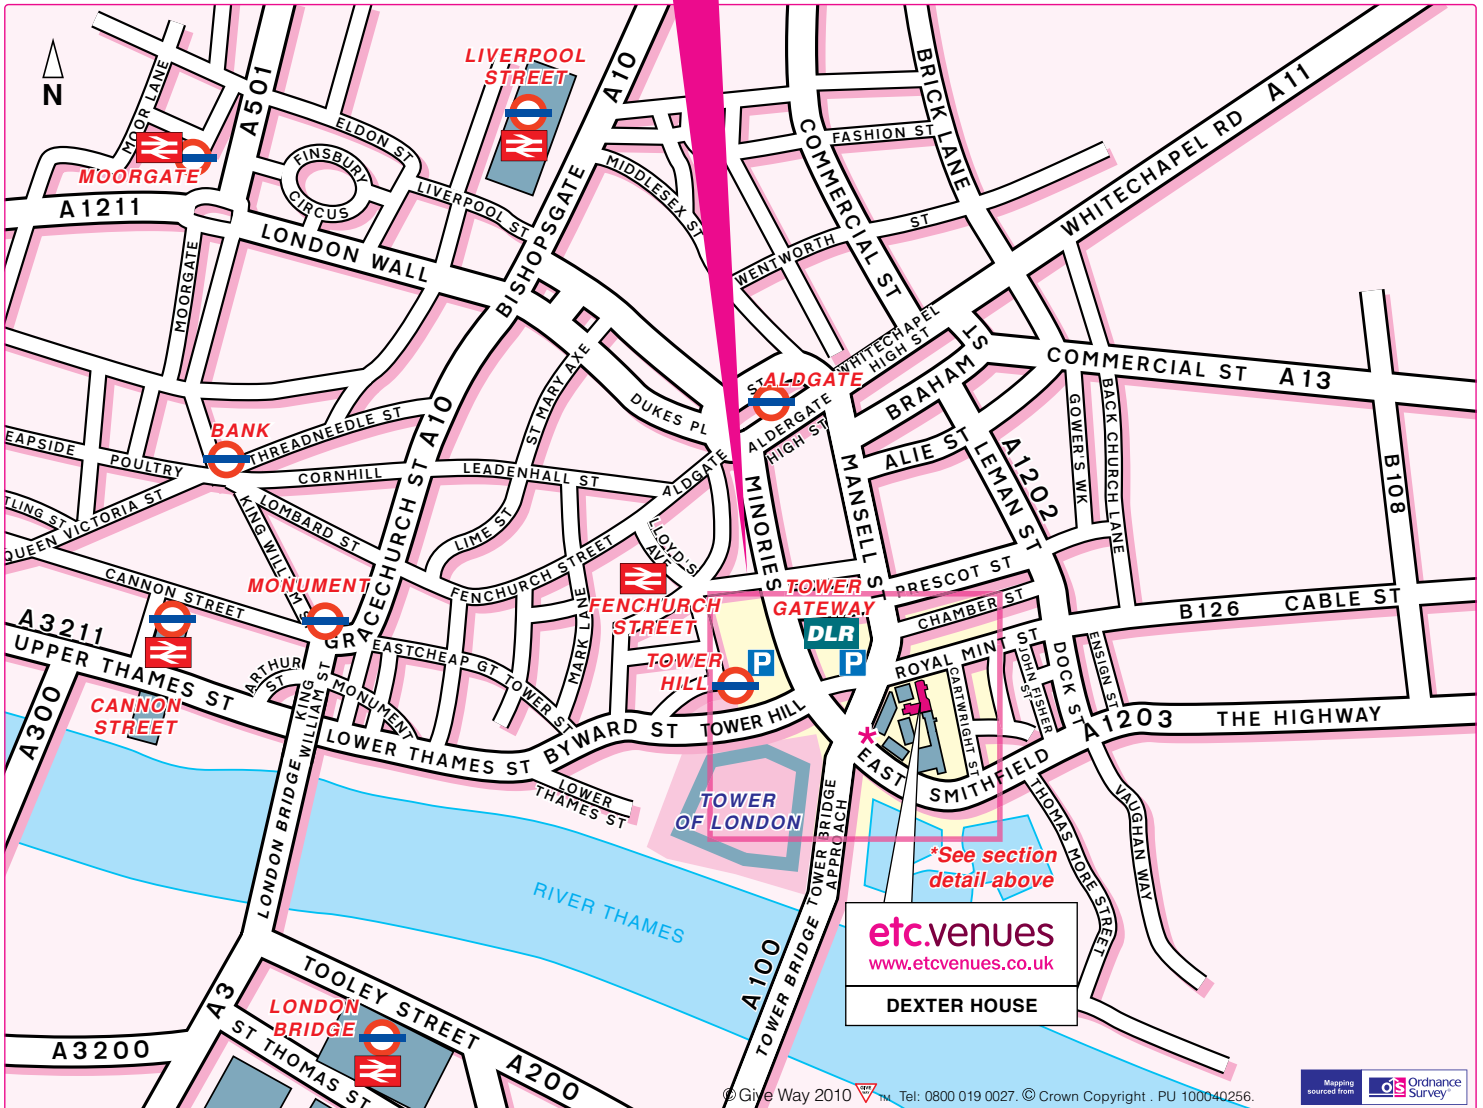 N
MOOR LANE
A501
LIVERPOOL
STREET
A10
BRICK LANE
A11
ELDON ST
FINSBURY
CIRCUS
MOORGATE
A1211
LIVERPOOL ST
LONDON WALL
MOORGATE
BISHOPSGATE
MIDDLESEX ST
COMMERCIAL ST
FASHION ST
WENTWORTH
ST
WHITECHAPEL RD
WHITECHAPEL
HIGH ST
ST
ALDGATE
ALDERGATE
HIGH ST
BRAHAM
ST
COMMERCIAL ST
A13
ST MARY AXE
DUKES PL
BANK
THREADNEEDLE ST
A10
EAPSIDE
POULTRY
CORNHILL
LEADENHALL ST
ALDGATE
TLING ST
QUEEN VICTORIA ST
KING WILLIAM ST
LOMBARD ST
GRACECHURCH ST
LIME ST
FENCHURCH STREET
LLOYD'S
AVE
MINORIES
MANSELL ST
ALIE ST
LEMAN ST
A1202
GOWER'S WK
BACK CHURCH LANE
B108
CANNON STREET
MONUMENT
FENCHURCH
STREET
MARK LANE
TOWER
GATEWAY
DLR
PRESCOT ST
CHAMBER ST
B126
CABLE ST
A3211
UPPER THAMES ST
ARTHUR
ST
EASTCHEAP
GT TOWER ST
TOWER
HILL
P
P
ROYAL MINT ST
CARTWRIGHT ST
JOHN FISHER
ST
DOCK ST
ENSIGN ST
A300
CANNON
STREET
KING
WILLIAM ST
MONUMENT
LOWER THAMES ST
BYWARD ST
TOWER HILL
*
EAST
SMITHFIELD
A1203
THE HIGHWAY
LOWER
THAMES ST
TOWER
OF LONDON
TOWER BRIDGE
APPROACH
THOMAS MORE STREET
VAUGHAN WAY
*See section
detail above
LONDON BRIDGE
RIVER THAMES
A100
TOWER BRIDGE
etc.venues
www.etcvenues.co.uk
DEXTER HOUSE
A3
TOOLEY STREET
LONDON
BRIDGE
ST THOMAS ST
A3200
A200
© Give Way 2010
GIVE
WAY
TM
Tel: 0800 019 0027. © Crown Copyright . PU 100040256.
Mapping
sourced from
OS
Ordnance
Survey®